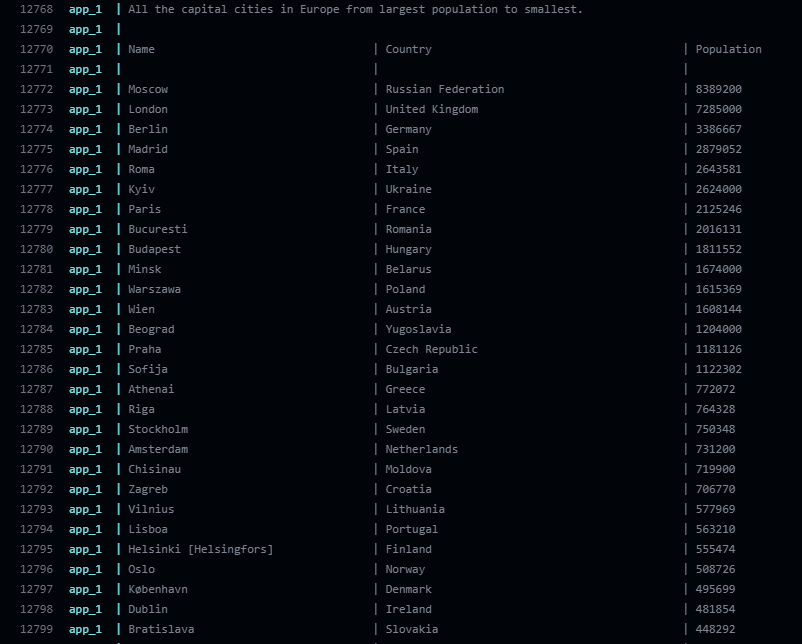 12768 app_1 | All the capital cities in Europe from largest population to smallest.
12769 app_1 |
12770 app_1 | Name | Country | Population
12771 app_1 | | |
12772 app_1 | Moscow | Russian Federation | 8389200
12773 app_1 | London | United Kingdom | 7285000
12774 app_1 | Berlin | Germany | 3386667
12775 app_1 | Madrid | Spain | 2879052
12776 app_1 | Roma | Italy | 2643581
12777 app_1 | Kyiv | Ukraine | 2624000
12778 app_1 | Paris | France | 2125246
12779 app_1 | Bucuresti | Romania | 2016131
12780 app_1 | Budapest | Hungary | 1811552
12781 app_1 | Minsk | Belarus | 1674000
12782 app_1 | Warszawa | Poland | 1615369
12783 app_1 | Wien | Austria | 1608144
12784 app_1 | Beograd | Yugoslavia | 1204000
12785 app_1 | Praha | Czech Republic | 1181126
12786 app_1 | Sofija | Bulgaria | 1122302
12787 app_1 | Athenai | Greece | 772072
12788 app_1 | Riga | Latvia | 764328
12789 app_1 | Stockholm | Sweden | 750348
12790 app_1 | Amsterdam | Netherlands | 731200
12791 app_1 | Chisinau | Moldova | 719900
12792 app_1 | Zagreb | Croatia | 706770
12793 app_1 | Vilnius | Lithuania | 577969
12794 app_1 | Lisboa | Portugal | 563210
12795 app_1 | Helsinki [Helsingfors] | Finland | 555474
12796 app_1 | Oslo | Norway | 508726
12797 app_1 | København | Denmark | 495699
12798 app_1 | Dublin | Ireland | 481854
12799 app_1 | Bratislava | Slovakia | 448292